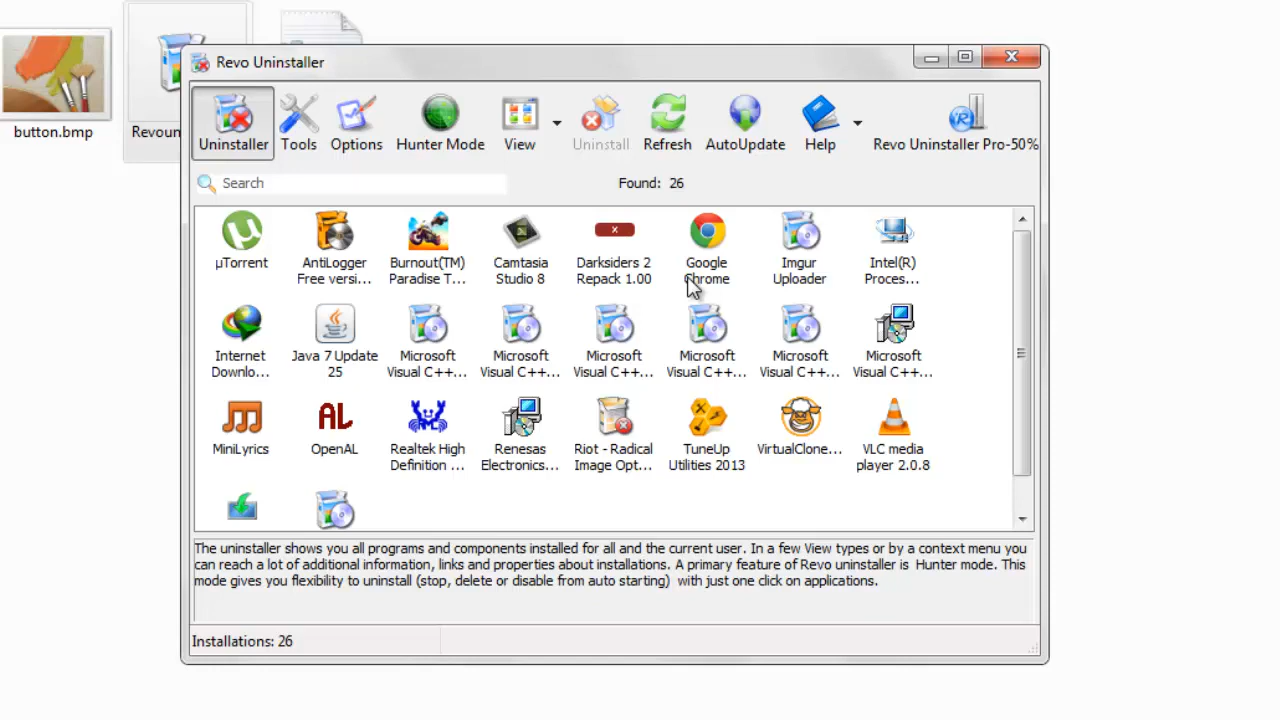 button.bmp
Revoun
Revo Uninstaller
Uninstaller Tools Options Hunter Mode View Uninstall Refresh AutoUpdate Help Revo Uninstaller Pro-50%
Search Found: 26
µTorrent AntiLogger Burnout(TM) Camtasia Darksiders 2 Google Imgur Intel(R)
Free versi... Paradise T... Studio 8 Repack 1.00 Chrome Uploader Proces...
Internet Java 7 Update Microsoft Microsoft Microsoft Microsoft Microsoft Microsoft
Downlo... 25 Visual C++... Visual C++... Visual C++... Visual C++... Visual C++... Visual C++...
AL
MiniLyrics OpenAL Realtek High Renesas Riot - Radical TuneUp VirtualClone... VLC media
Definition ... Electronics... Image Opt... Utilities 2013 player 2.0.8
The uninstaller shows you all programs and components installed for all and the current user. In a few View types or by a context menu you
can reach a lot of additional information, links and properties about installations. A primary feature of Revo uninstaller is Hunter mode. This
mode gives you flexibility to uninstall (stop, delete or disable from auto starting) with just one click on applications.
Installations: 26